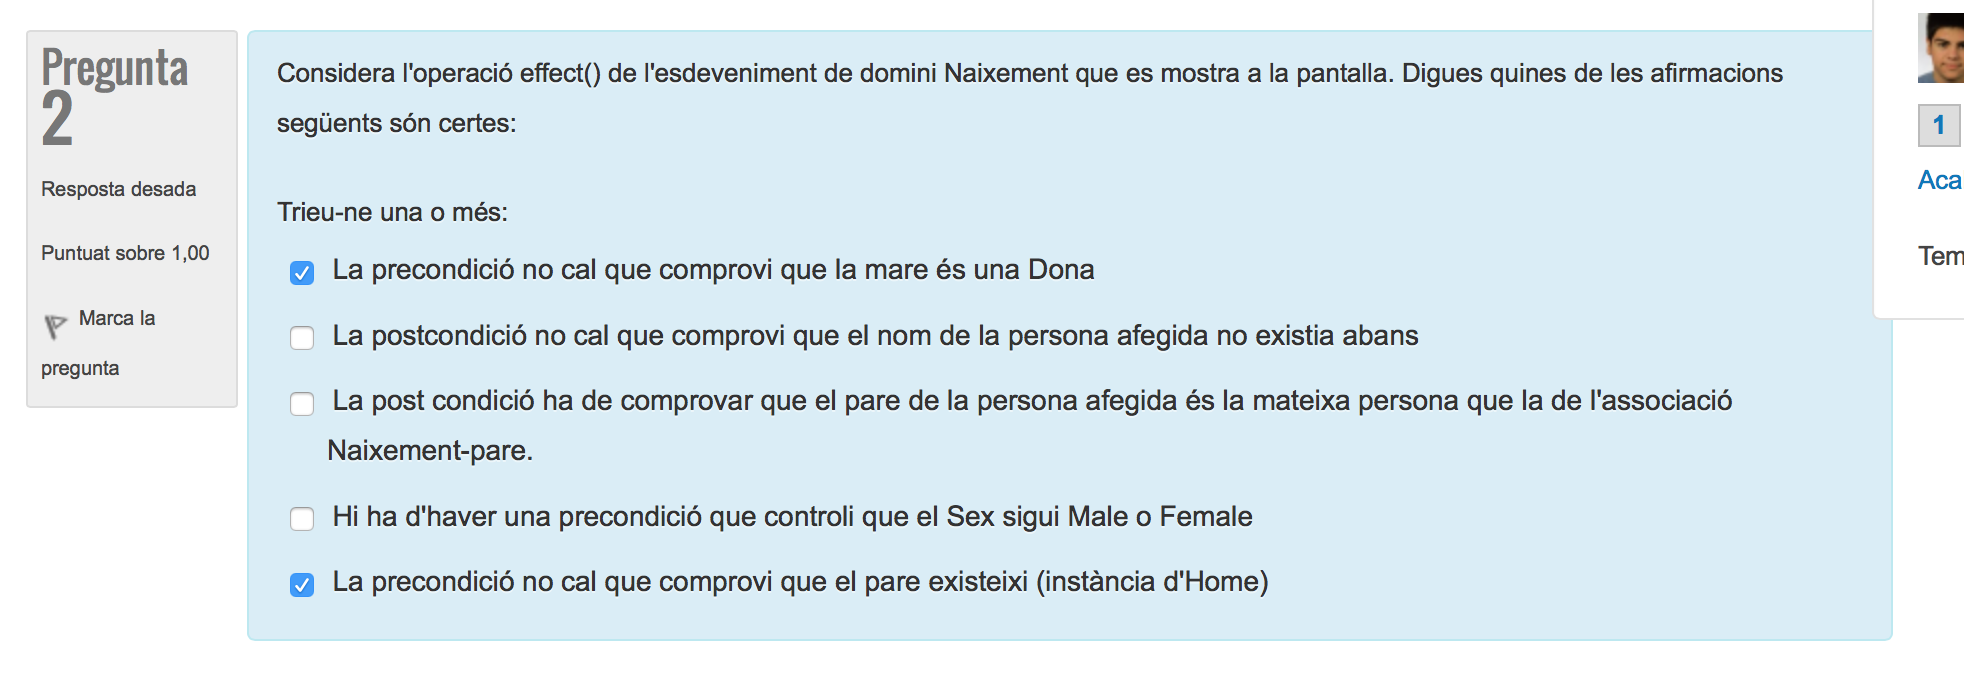 Pregunta
2
Resposta desada
Puntuat sobre 1,00
Marca la
pregunta
Considera l'operació effect() de l'esdeveniment de domini Naixement que es mostra a la pantalla. Digues quines de les afirmacions
següents són certes:
Trieu-ne una o més:
La precondició no cal que comprovi que la mare és una Dona
La postcondició no cal que comprovi que el nom de la persona afegida no existia abans
La post condició ha de comprovar que el pare de la persona afegida és la mateixa persona que la de l'associació
Naixement-pare.
Hi ha d'haver una precondició que controli que el Sex sigui Male o Female
La precondició no cal que comprovi que el pare existeixi (instància d'Home)
1
Aca
Tem